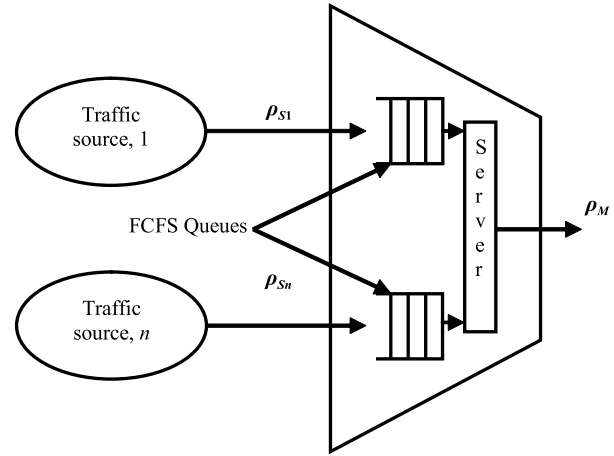 Traffic
source, 1
ρS1
S
e
r
v
e
r
ρM
FCFS Queues
ρSn
Traffic
source, n